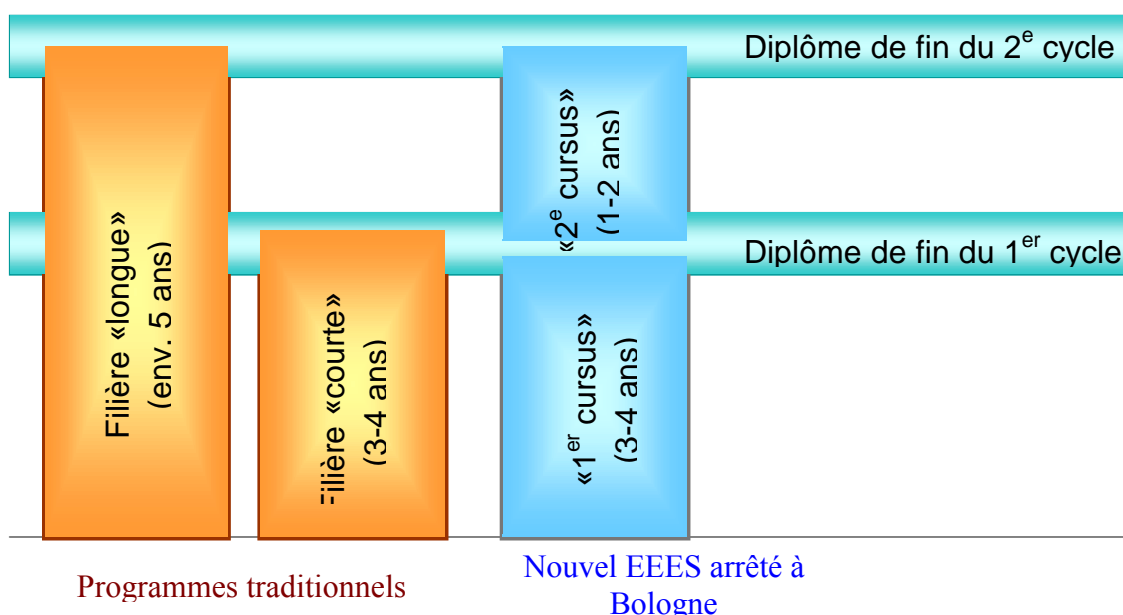 Diplôme de fin du 2e cycle
Diplôme de fin du 1er cycle
Filière «longue»
(env. 5 ans)
Filière «courte»
(3-4 ans)
«2e cursus»
(1-2 ans)
«1er cursus»
(3-4 ans)
Programmes traditionnels
Nouvel EEES arrêté à
Bologne